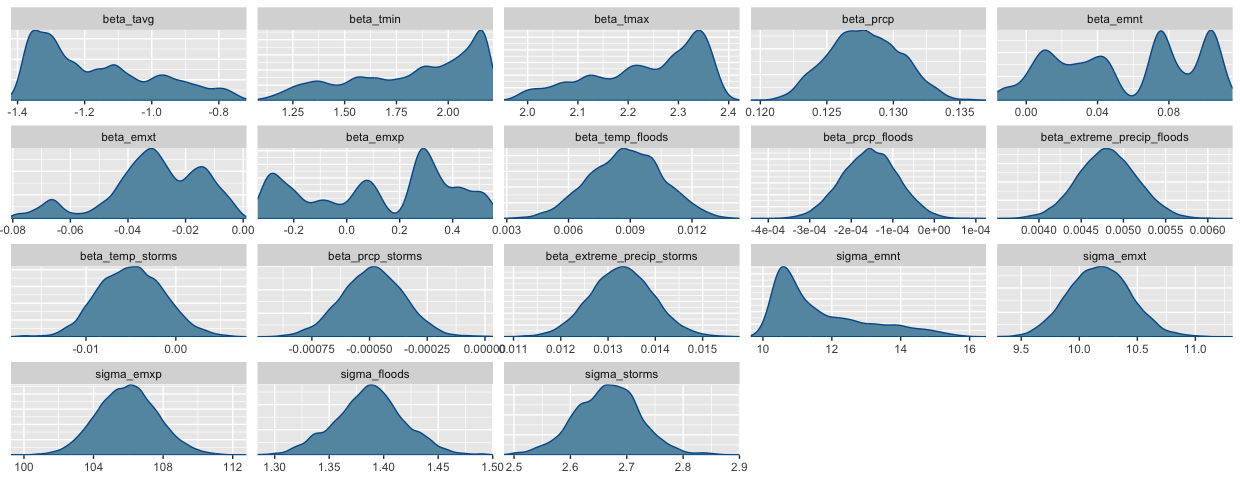 beta_tavg beta_tmin beta_tmax beta_prcp beta_emnt
-1.4 -1.2 -1.0 -0.8 1.25 1.50 1.75 2.00 2.0 2.1 2.2 2.3 2.4 0.120 0.125 0.130 0.135 0.00 0.04 0.08
beta_emxt beta_emxp beta_temp_floods beta_prcp_floods beta_extreme_precip_floods
-0.08 -0.06 -0.04 -0.02 0.00 -0.2 0.0 0.2 0.4 0.003 0.006 0.009 0.012 -4e-04 -3e-04 -2e-04 -1e-04 0e+00 1e-04 0.0040 0.0045 0.0050 0.0055 0.0060
beta_temp_storms beta_prcp_storms beta_extreme_precip_storms sigma_emnt sigma_emxt
-0.01 0.00 -0.00075 -0.00050 -0.00025 0.00000 0.011 0.012 0.013 0.014 0.015 10 12 14 16 9.5 10.0 10.5 11.0
sigma_emxp sigma_floods sigma_storms
100 104 108 112 1.30 1.35 1.40 1.45 1.50 2.5 2.6 2.7 2.8 2.9